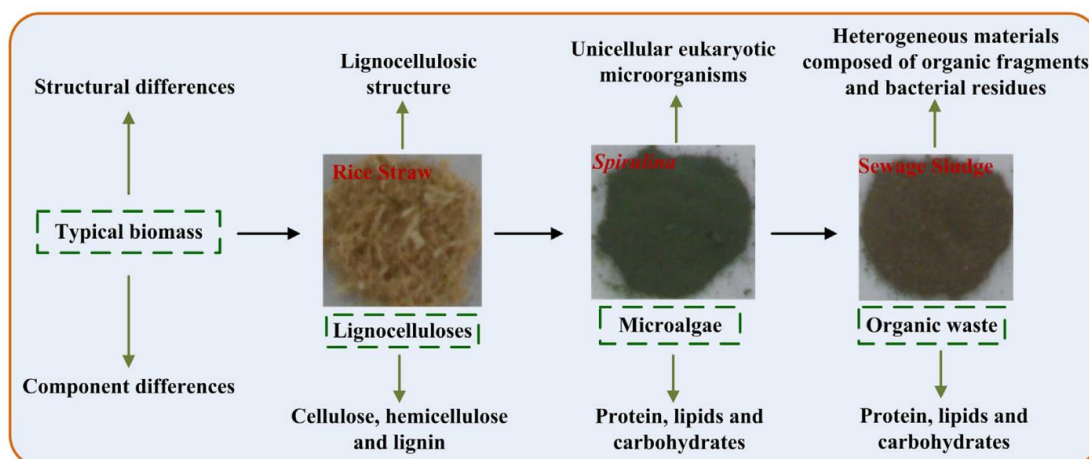 Structural differences
Typical biomass
Component differences
Lignocellulosic
structure
Rice Straw
Lignocelluloses
Cellulose, hemicellulose
and lignin
Unicellular eukaryotic
microorganisms
Spirulina
Microalgae
Protein, lipids and
carbohydrates
Heterogeneous materials
composed of organic fragments
and bacterial residues
Sewage Sludge
Organic waste
Protein, lipids and
carbohydrates